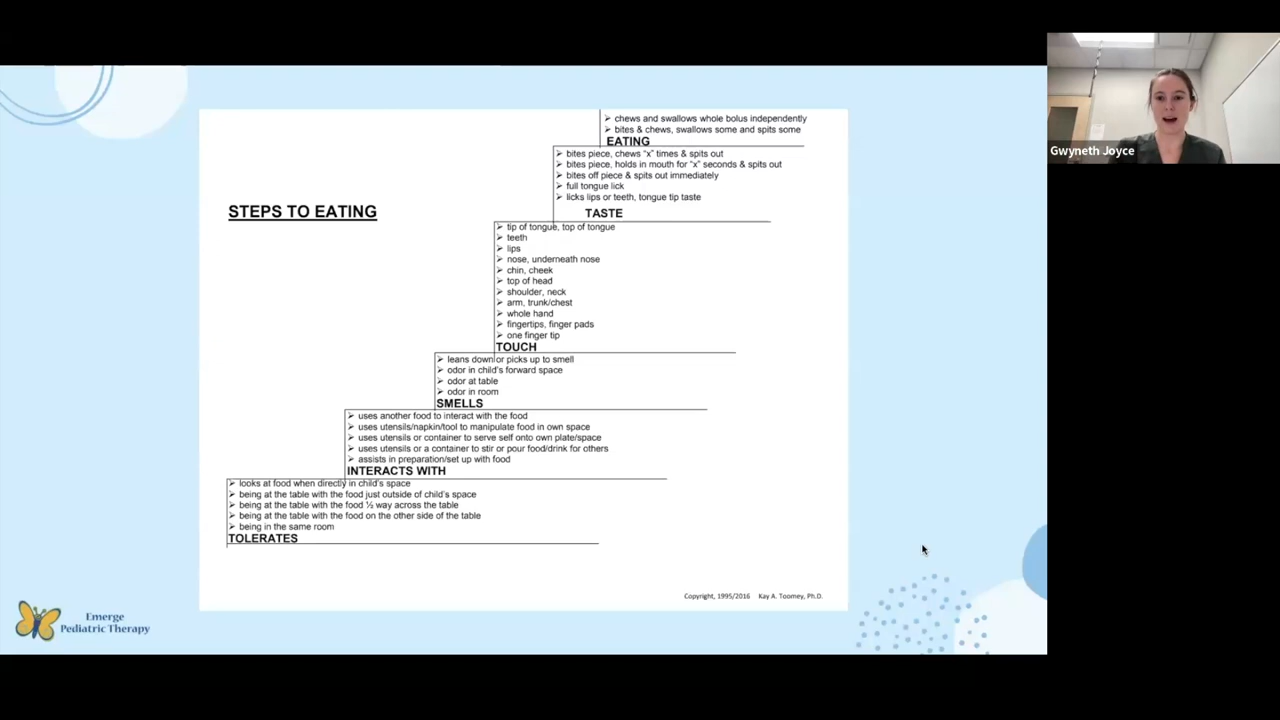 ➢ chews and swallows whole bolus independently
➢ bites & chews, swallows some and spits some
EATING
➢ bites piece, chews “x” times & spits out
➢ bites piece, holds in mouth for “x” seconds & spits out
➢ bites off piece & spits out immediately
➢ full tongue lick
➢ licks lips or teeth, tongue tip taste
TASTE
STEPS TO EATING
➢ tip of tongue, top of tongue
➢ teeth
➢ lips
➢ nose, underneath nose
➢ chin, cheek
➢ top of head
➢ shoulder, neck
➢ arm, trunk/chest
➢ whole hand
➢ fingertips, finger pads
➢ one finger tip
TOUCH
➢ leans down or picks up to smell
➢ odor in child's forward space
➢ odor at table
➢ odor in room
SMELLS
➢ uses another food to interact with the food
➢ uses utensils/napkin/tool to manipulate food in own space
➢ uses utensils or container to serve self onto own plate/space
➢ uses utensils or a container to stir or pour food/drink for others
➢ assists in preparation/set up with food
INTERACTS WITH
➢ looks at food when directly in child's space
➢ being at the table with the food just outside of child's space
➢ being at the table with the food ½ way across the table
➢ being at the table with the food on the other side of the table
➢ being in the same room
TOLERATES
Copyright, 1995/2016 Kay A. Toomey, Ph.D.
Emerge
Pediatric Therapy
Gwyneth Joyce